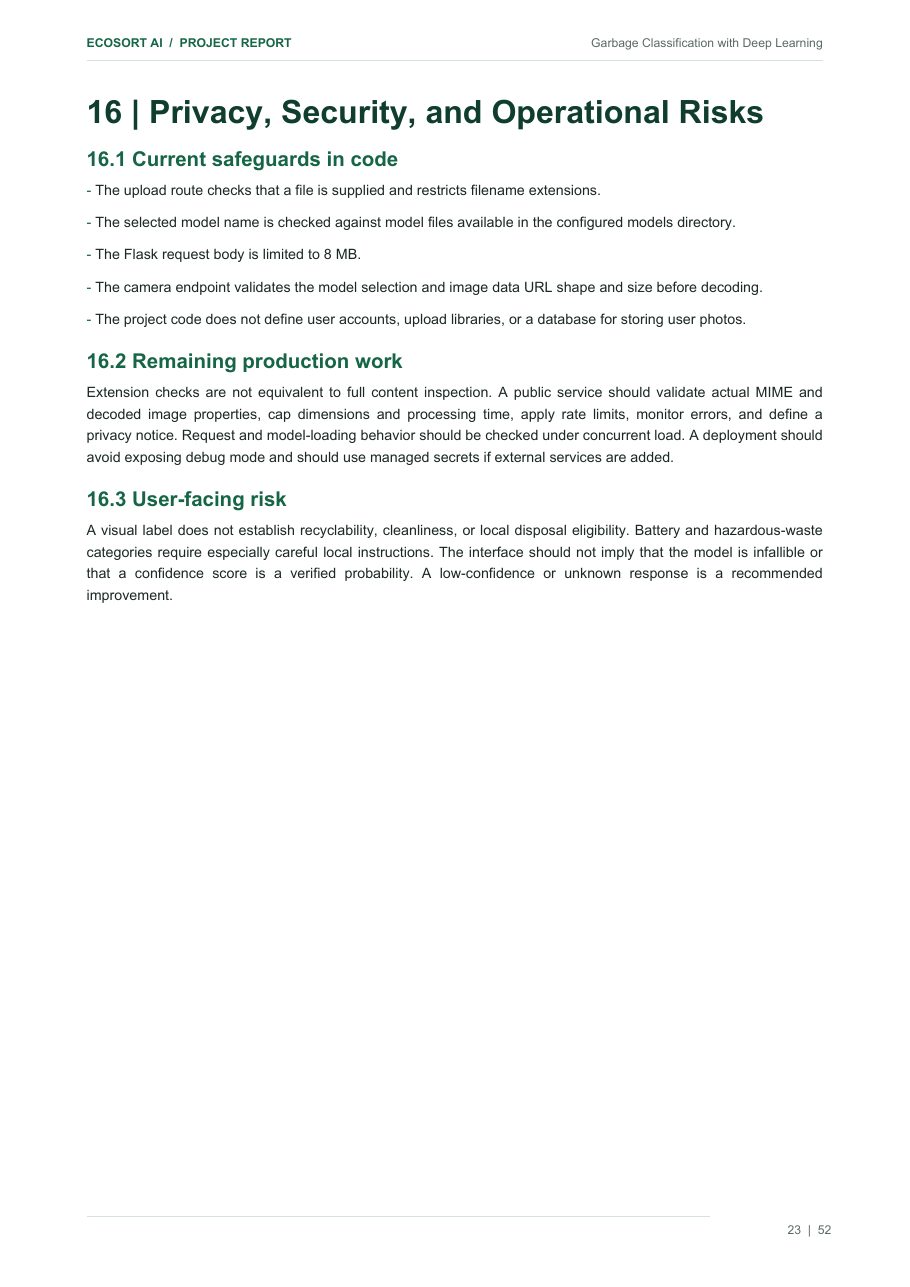 ECOSORT AI / PROJECT REPORT
Garbage Classification with Deep Learning
16 | Privacy, Security, and Operational Risks
16.1 Current safeguards in code
- The upload route checks that a file is supplied and restricts filename extensions.
- The selected model name is checked against model files available in the configured models directory.
- The Flask request body is limited to 8 MB.
- The camera endpoint validates the model selection and image data URL shape and size before decoding.
- The project code does not define user accounts, upload libraries, or a database for storing user photos.
16.2 Remaining production work
Extension checks are not equivalent to full content inspection. A public service should validate actual MIME and
decoded image properties, cap dimensions and processing time, apply rate limits, monitor errors, and define a
privacy notice. Request and model-loading behavior should be checked under concurrent load. A deployment should
avoid exposing debug mode and should use managed secrets if external services are added.
16.3 User-facing risk
A visual label does not establish recyclability, cleanliness, or local disposal eligibility. Battery and hazardous-waste
categories require especially careful local instructions. The interface should not imply that the model is infallible or
that a confidence score is a verified probability. A low-confidence or unknown response is a recommended
improvement.
23 | 52